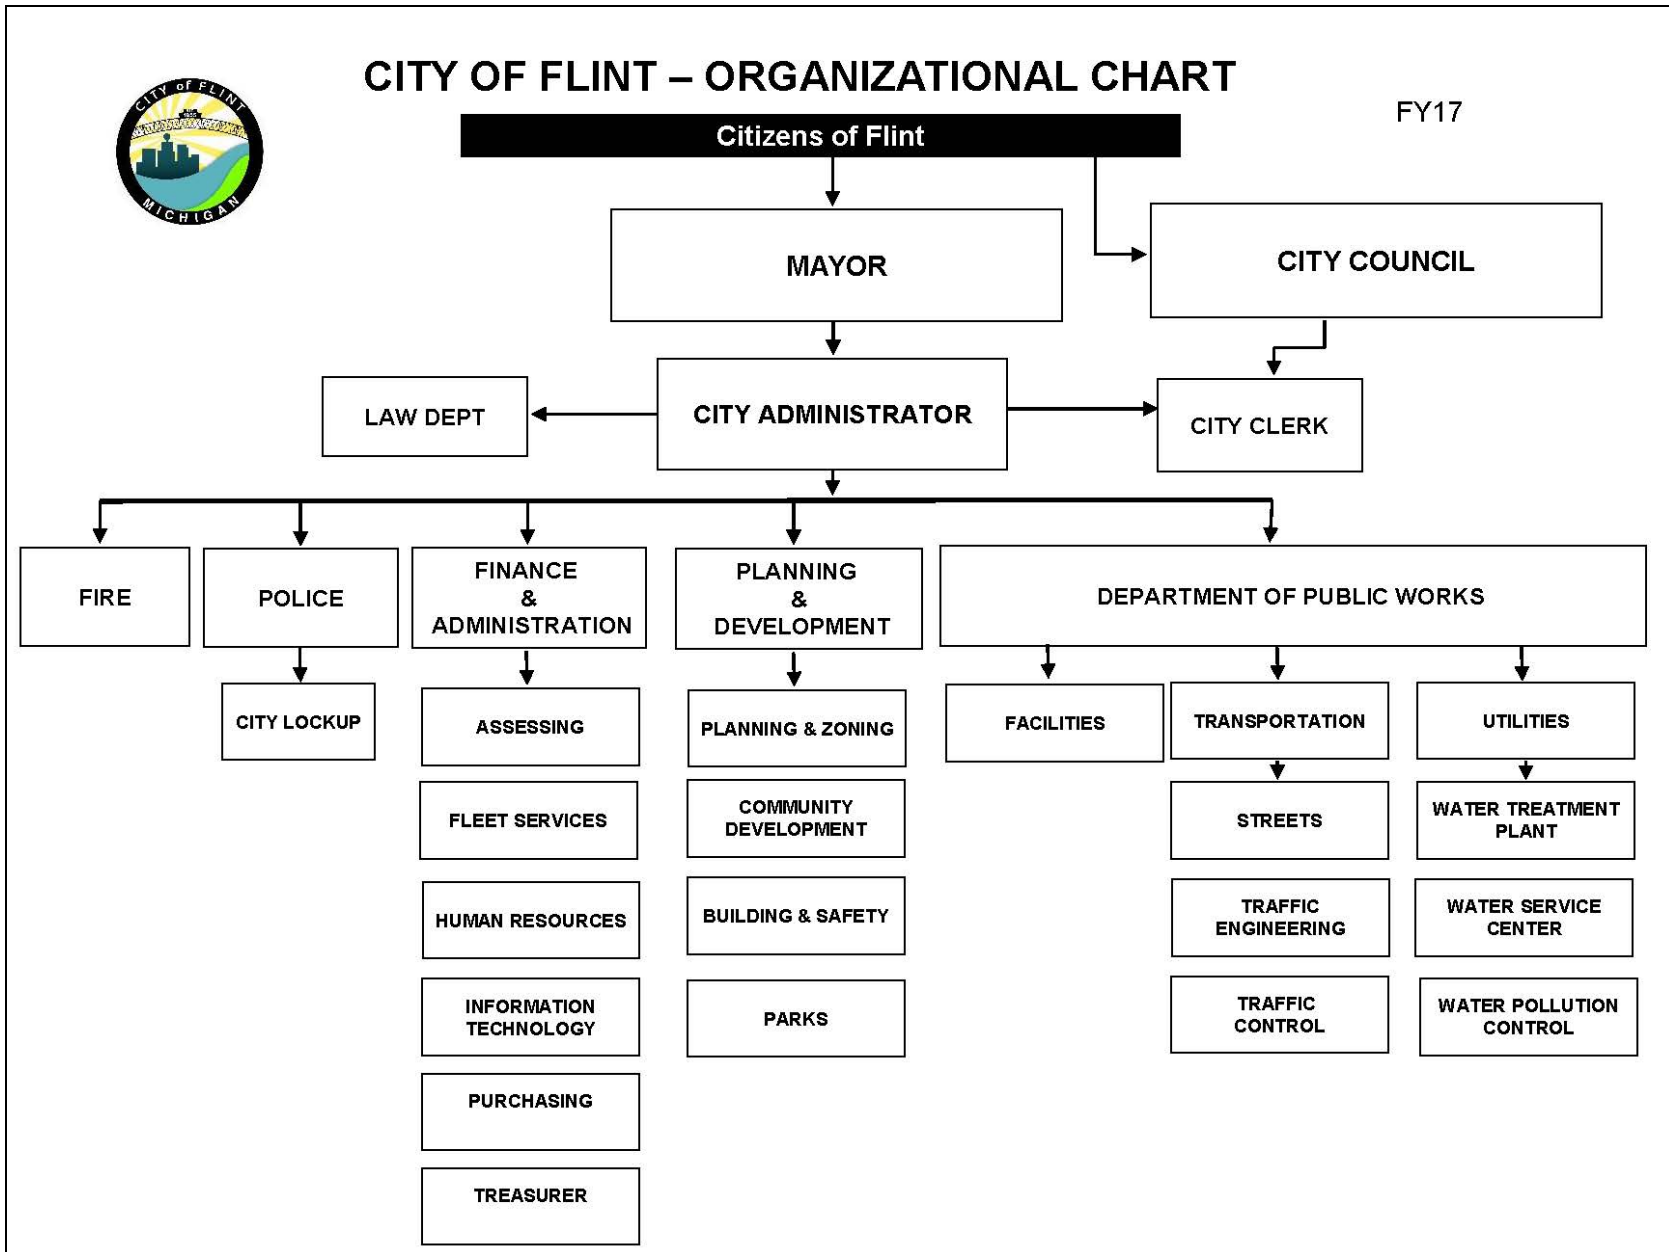 CITY OF FLINT – ORGANIZATIONAL CHART
FY17
CITY of FLINT
1855
MICHIGAN
Citizens of Flint
MAYOR
CITY COUNCIL
LAW DEPT
CITY ADMINISTRATOR
CITY CLERK
FIRE
POLICE
FINANCE
&
ADMINISTRATION
PLANNING
&
DEVELOPMENT
DEPARTMENT OF PUBLIC WORKS
CITY LOCKUP
ASSESSING
FLEET SERVICES
HUMAN RESOURCES
INFORMATION
TECHNOLOGY
PURCHASING
TREASURER
PLANNING & ZONING
COMMUNITY
DEVELOPMENT
BUILDING & SAFETY
PARKS
FACILITIES
TRANSPORTATION
STREETS
TRAFFIC
ENGINEERING
TRAFFIC
CONTROL
UTILITIES
WATER TREATMENT
PLANT
WATER SERVICE
CENTER
WATER POLLUTION
CONTROL